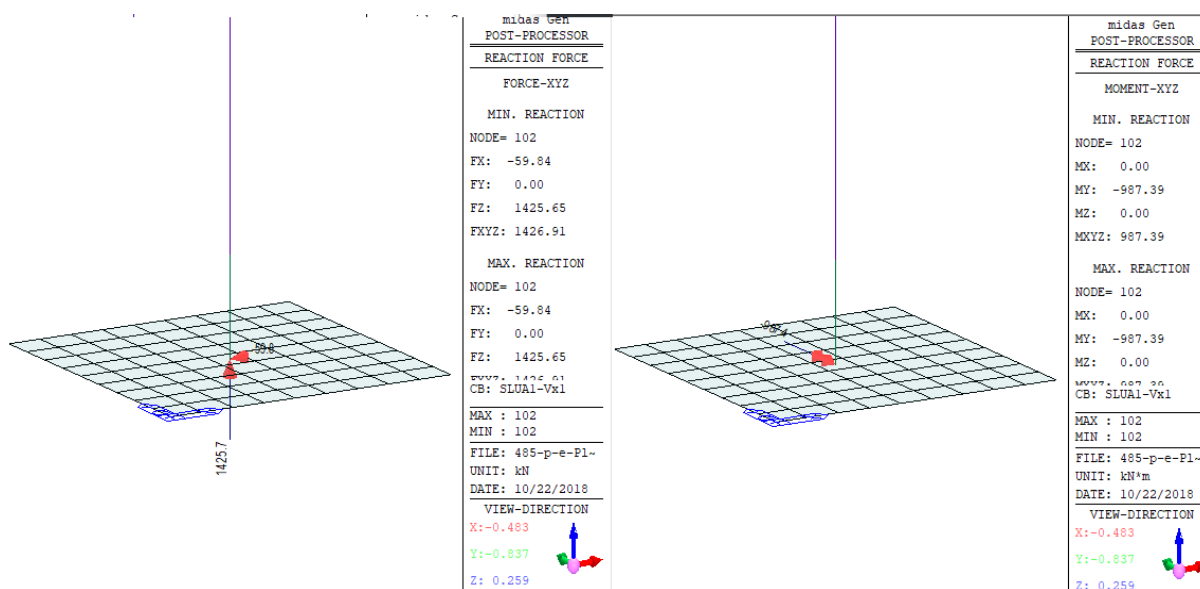 midas Gen
POST-PROCESSOR
REACTION FORCE
FORCE-XYZ
MIN. REACTION
NODE= 102
FX: -59.84
FY: 0.00
FZ: 1425.65
FXYZ: 1426.91
MAX. REACTION
NODE= 102
FX: -59.84
FY: 0.00
FZ: 1425.65
FXYZ: 1426.91
CB: SLUA1-Vx1
MAX : 102
MIN : 102
FILE: 485-p-e-P1~
UNIT: kN
DATE: 10/22/2018
VIEW-DIRECTION
X:-0.483
Y:-0.837
Z: 0.259
1425.7
midas Gen
POST-PROCESSOR
REACTION FORCE
MOMENT-XYZ
MIN. REACTION
NODE= 102
MX: 0.00
MY: -987.39
MZ: 0.00
MXYZ: 987.39
MAX. REACTION
NODE= 102
MX: 0.00
MY: -987.39
MZ: 0.00
MXYZ: 987.39
CB: SLUA1-Vx1
MAX : 102
MIN : 102
FILE: 485-p-e-P1~
UNIT: kN*m
DATE: 10/22/2018
VIEW-DIRECTION
X:-0.483
Y:-0.837
Z: 0.259